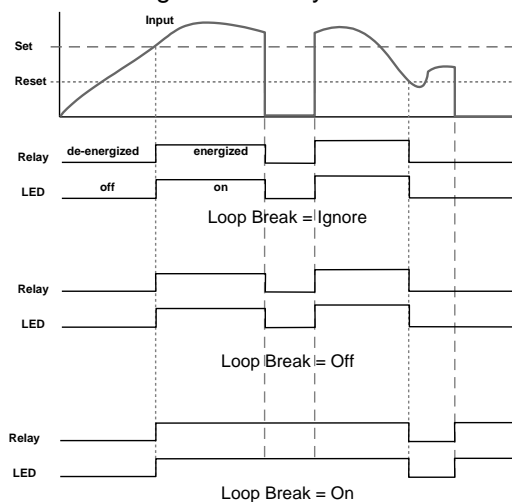 Input
Set
Reset
Relay de-energized energized
LED off on
Loop Break = Ignore
Relay
LED
Loop Break = Off
Relay
LED
Loop Break = On